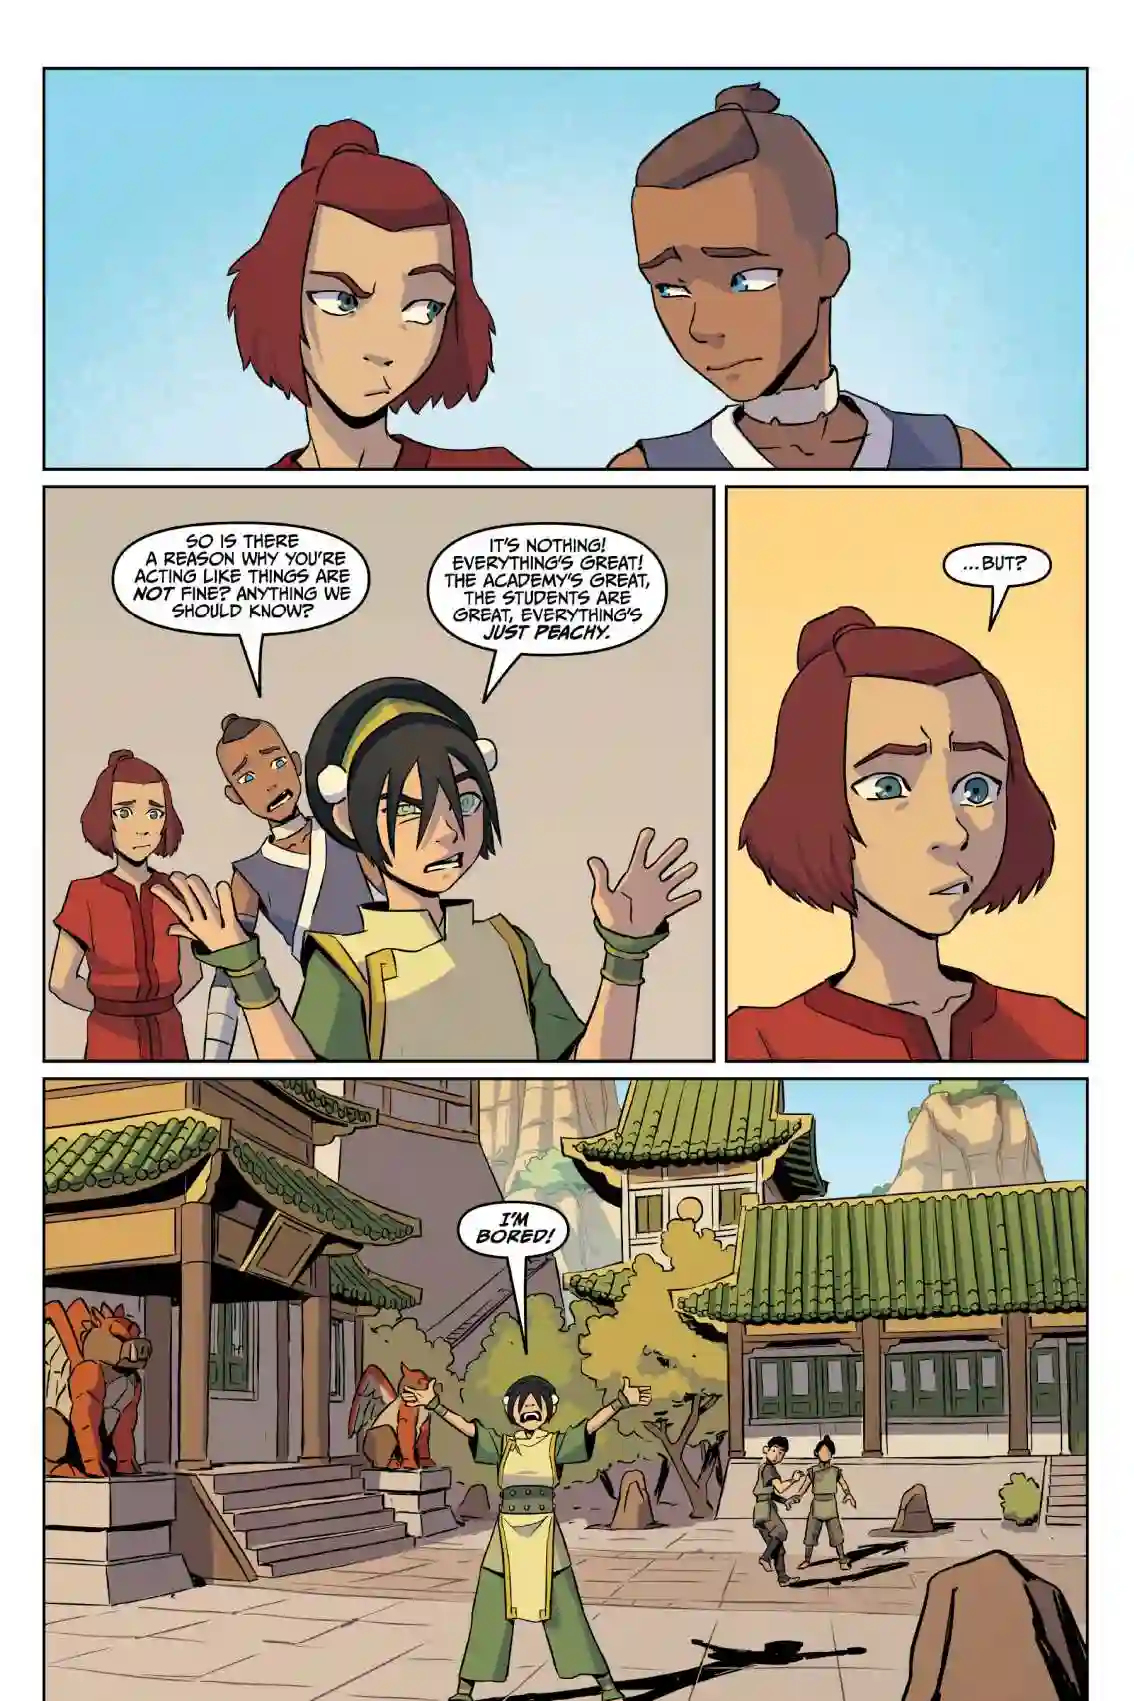 SO IS THERE
A REASON WHY YOU'RE
ACTING LIKE THINGS ARE
NOT FINE? ANYTHING WE
SHOULD KNOW?
IT'S NOTHING!
EVERYTHING'S GREAT!
THE ACADEMY'S GREAT,
THE STUDENTS ARE
GREAT, EVERYTHING'S
JUST PEACHY.
...BUT?
I'M
BORED!